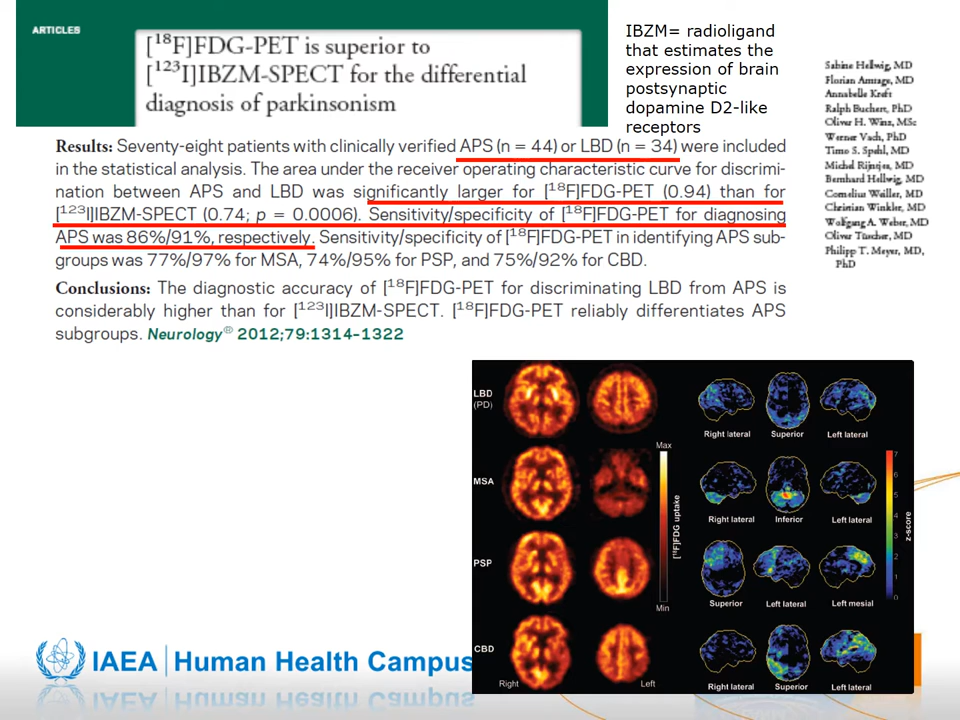 ARTICLES
[18F]FDG-PET is superior to
[123I]IBZM-SPECT for the differential
diagnosis of parkinsonism
IBZM= radioligand
that estimates the
expression of brain
postsynaptic
dopamine D2-like
receptors
Sabine Hellwig, MD
Florian Amtage, MD
Annabelle Kreft
Ralph Buchert, PhD
Oliver H. Winz, MSc
Werner Vach, PhD
Timo S. Spehl, MD
Michel Rijntjes, MD
Bernhard Hellwig, MD
Cornelius Weiller, MD
Christian Winkler, MD
Wolfgang A. Weber, MD
Oliver Tüscher, MD
Philipp T. Meyer, MD,
PhD
Results: Seventy-eight patients with clinically verified APS (n = 44) or LBD (n = 34) were included
in the statistical analysis. The area under the receiver operating characteristic curve for discrimi-
nation between APS and LBD was significantly larger for [18F]FDG-PET (0.94) than for
[123I]IBZM-SPECT (0.74; p = 0.0006). Sensitivity/specificity of [18F]FDG-PET for diagnosing
APS was 86%/91%, respectively. Sensitivity/specificity of [18F]FDG-PET in identifying APS sub-
groups was 77%/97% for MSA, 74%/95% for PSP, and 75%/92% for CBD.
Conclusions: The diagnostic accuracy of [18F]FDG-PET for discriminating LBD from APS is
considerably higher than for [123I]IBZM-SPECT. [18F]FDG-PET reliably differentiates APS
subgroups. Neurology® 2012;79:1314–1322
LBD
(PD)
Right lateral Superior Left lateral
MSA
Right lateral Inferior Left lateral
PSP
Superior Left lateral Left mesial
CBD
Right Left
Right lateral Superior Left lateral
Max
[18F]FDG uptake
Min
7
6
5
4
3
2
1
0
z-score
IAEA Human Health Campus